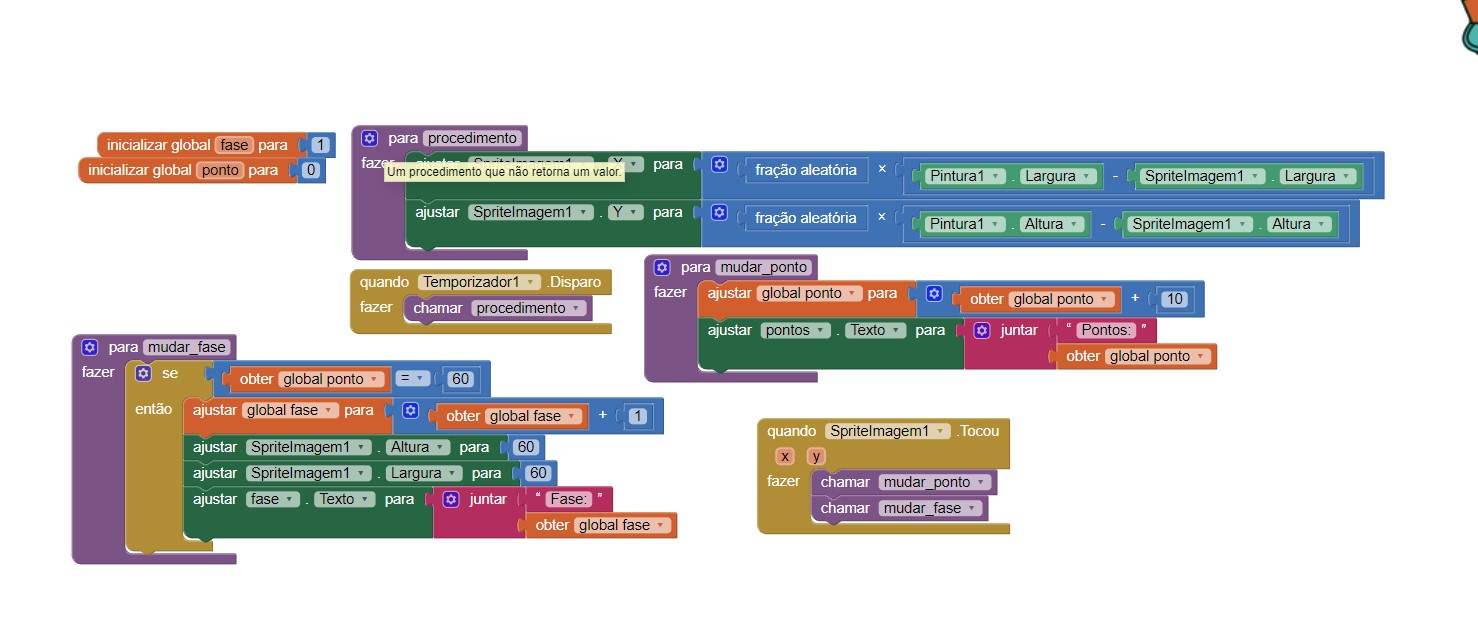 inicializar global fase para 1
inicializar global ponto para 0
para procedimento
fazer ajustar SpriteImagem1 . X para fração aleatória × Pintura1 . Largura - SpriteImagem1 . Largura
Um procedimento que não retorna um valor.
ajustar SpriteImagem1 . Y para fração aleatória × Pintura1 . Altura - SpriteImagem1 . Altura
quando Temporizador1 .Disparo
fazer chamar procedimento
para mudar_ponto
fazer ajustar global ponto para obter global ponto + 10
ajustar pontos . Texto para juntar “ Pontos: ”
obter global ponto
para mudar_fase
fazer se obter global ponto = 60
então ajustar global fase para obter global fase + 1
ajustar SpriteImagem1 . Altura para 60
ajustar SpriteImagem1 . Largura para 60
ajustar fase . Texto para juntar “ Fase: ”
obter global fase
quando SpriteImagem1 .Tocou
x y
fazer chamar mudar_ponto
chamar mudar_fase